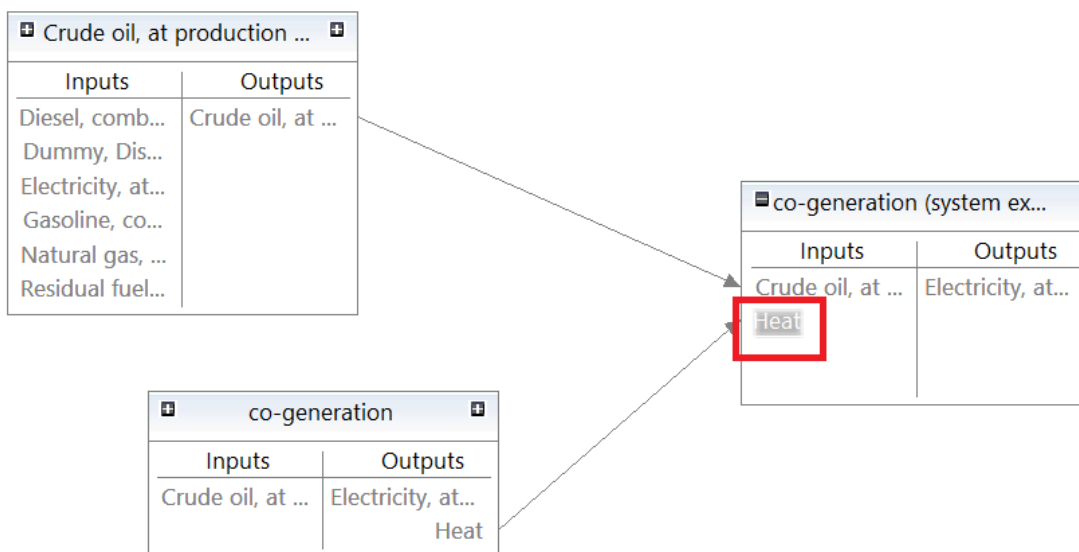 Crude oil, at production ...
Inputs Outputs
Diesel, comb... Crude oil, at ...
Dummy, Dis...
Electricity, at...
Gasoline, co...
Natural gas, ...
Residual fuel...
co-generation (system ex...
Inputs Outputs
Crude oil, at ... Electricity, at...
Heat
co-generation
Inputs Outputs
Crude oil, at ... Electricity, at...
Heat